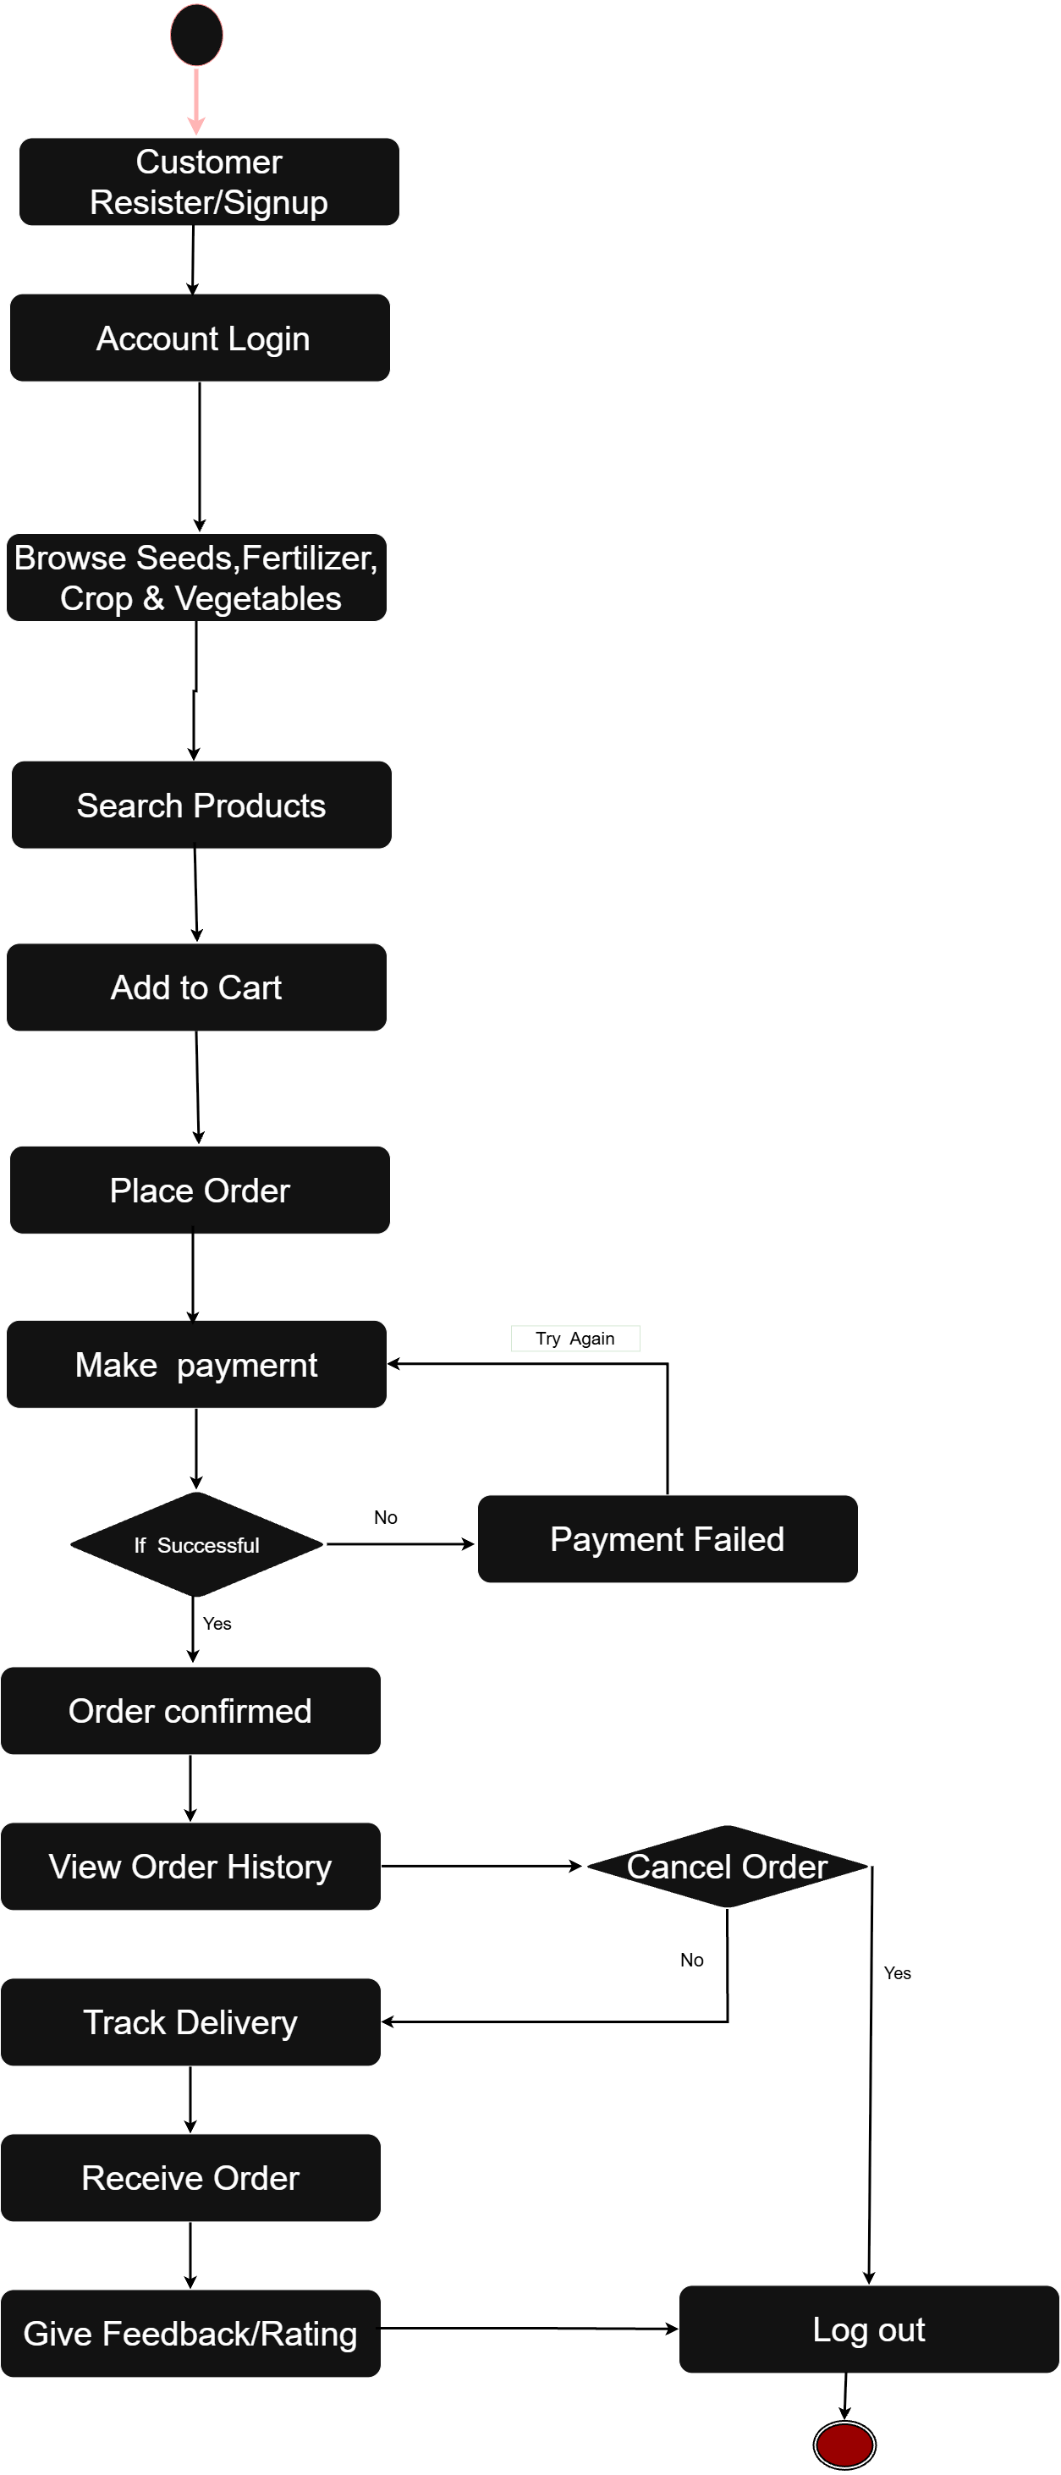 Customer
Resister/Signup
Account Login
Browse Seeds,Fertilizer,
Crop & Vegetables
Search Products
Add to Cart
Place Order
Try Again
Make paymernt
No
If Successful
Payment Failed
Yes
Order confirmed
View Order History
Cancel Order
No
Yes
Track Delivery
Receive Order
Give Feedback/Rating
Log out